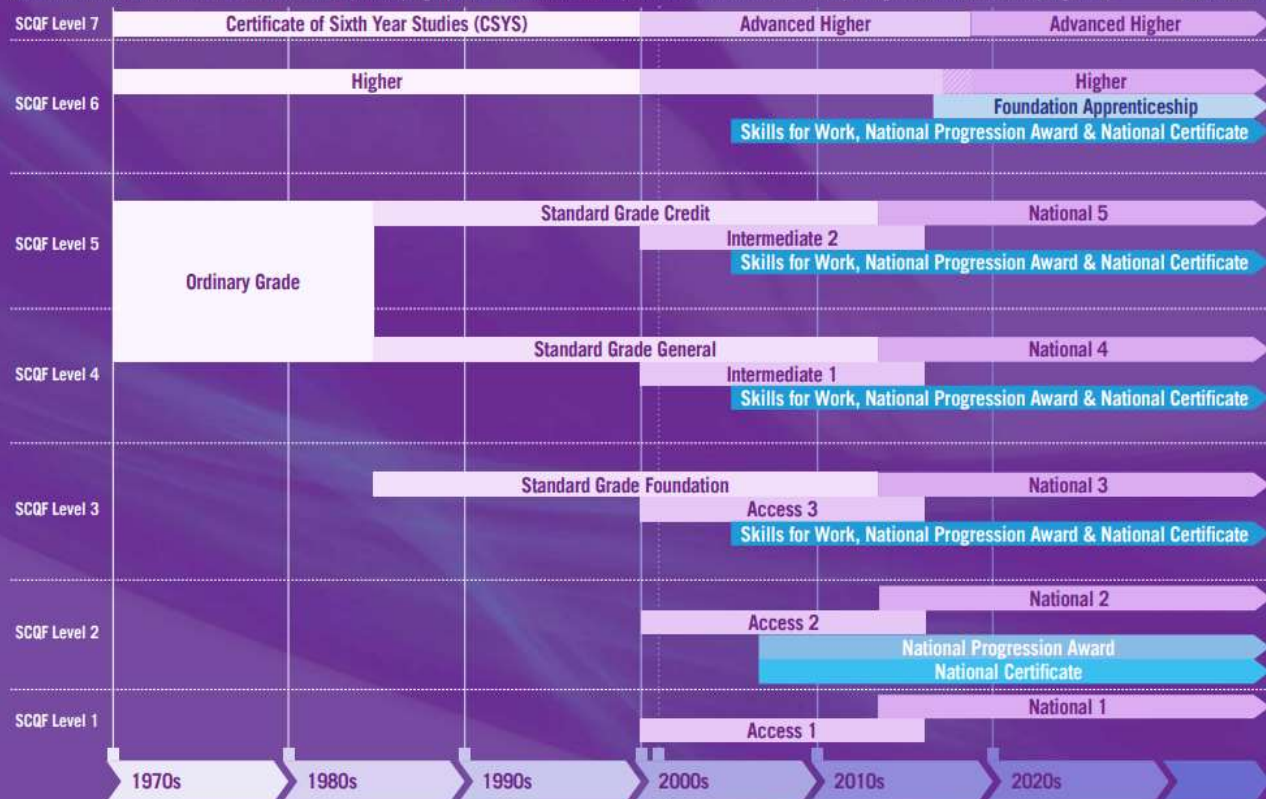 SCQF Level 7
Certificate of Sixth Year Studies (CSYS)
Advanced Higher
Advanced Higher
SCQF Level 6
Higher
Higher
Foundation Apprenticeship
Skills for Work, National Progression Award & National Certificate
SCQF Level 5
Ordinary Grade
Standard Grade Credit
National 5
Intermediate 2
Skills for Work, National Progression Award & National Certificate
SCQF Level 4
Standard Grade General
National 4
Intermediate 1
Skills for Work, National Progression Award & National Certificate
SCQF Level 3
Standard Grade Foundation
National 3
Access 3
Skills for Work, National Progression Award & National Certificate
SCQF Level 2
National 2
Access 2
National Progression Award
National Certificate
SCQF Level 1
National 1
Access 1
1970s
1980s
1990s
2000s
2010s
2020s